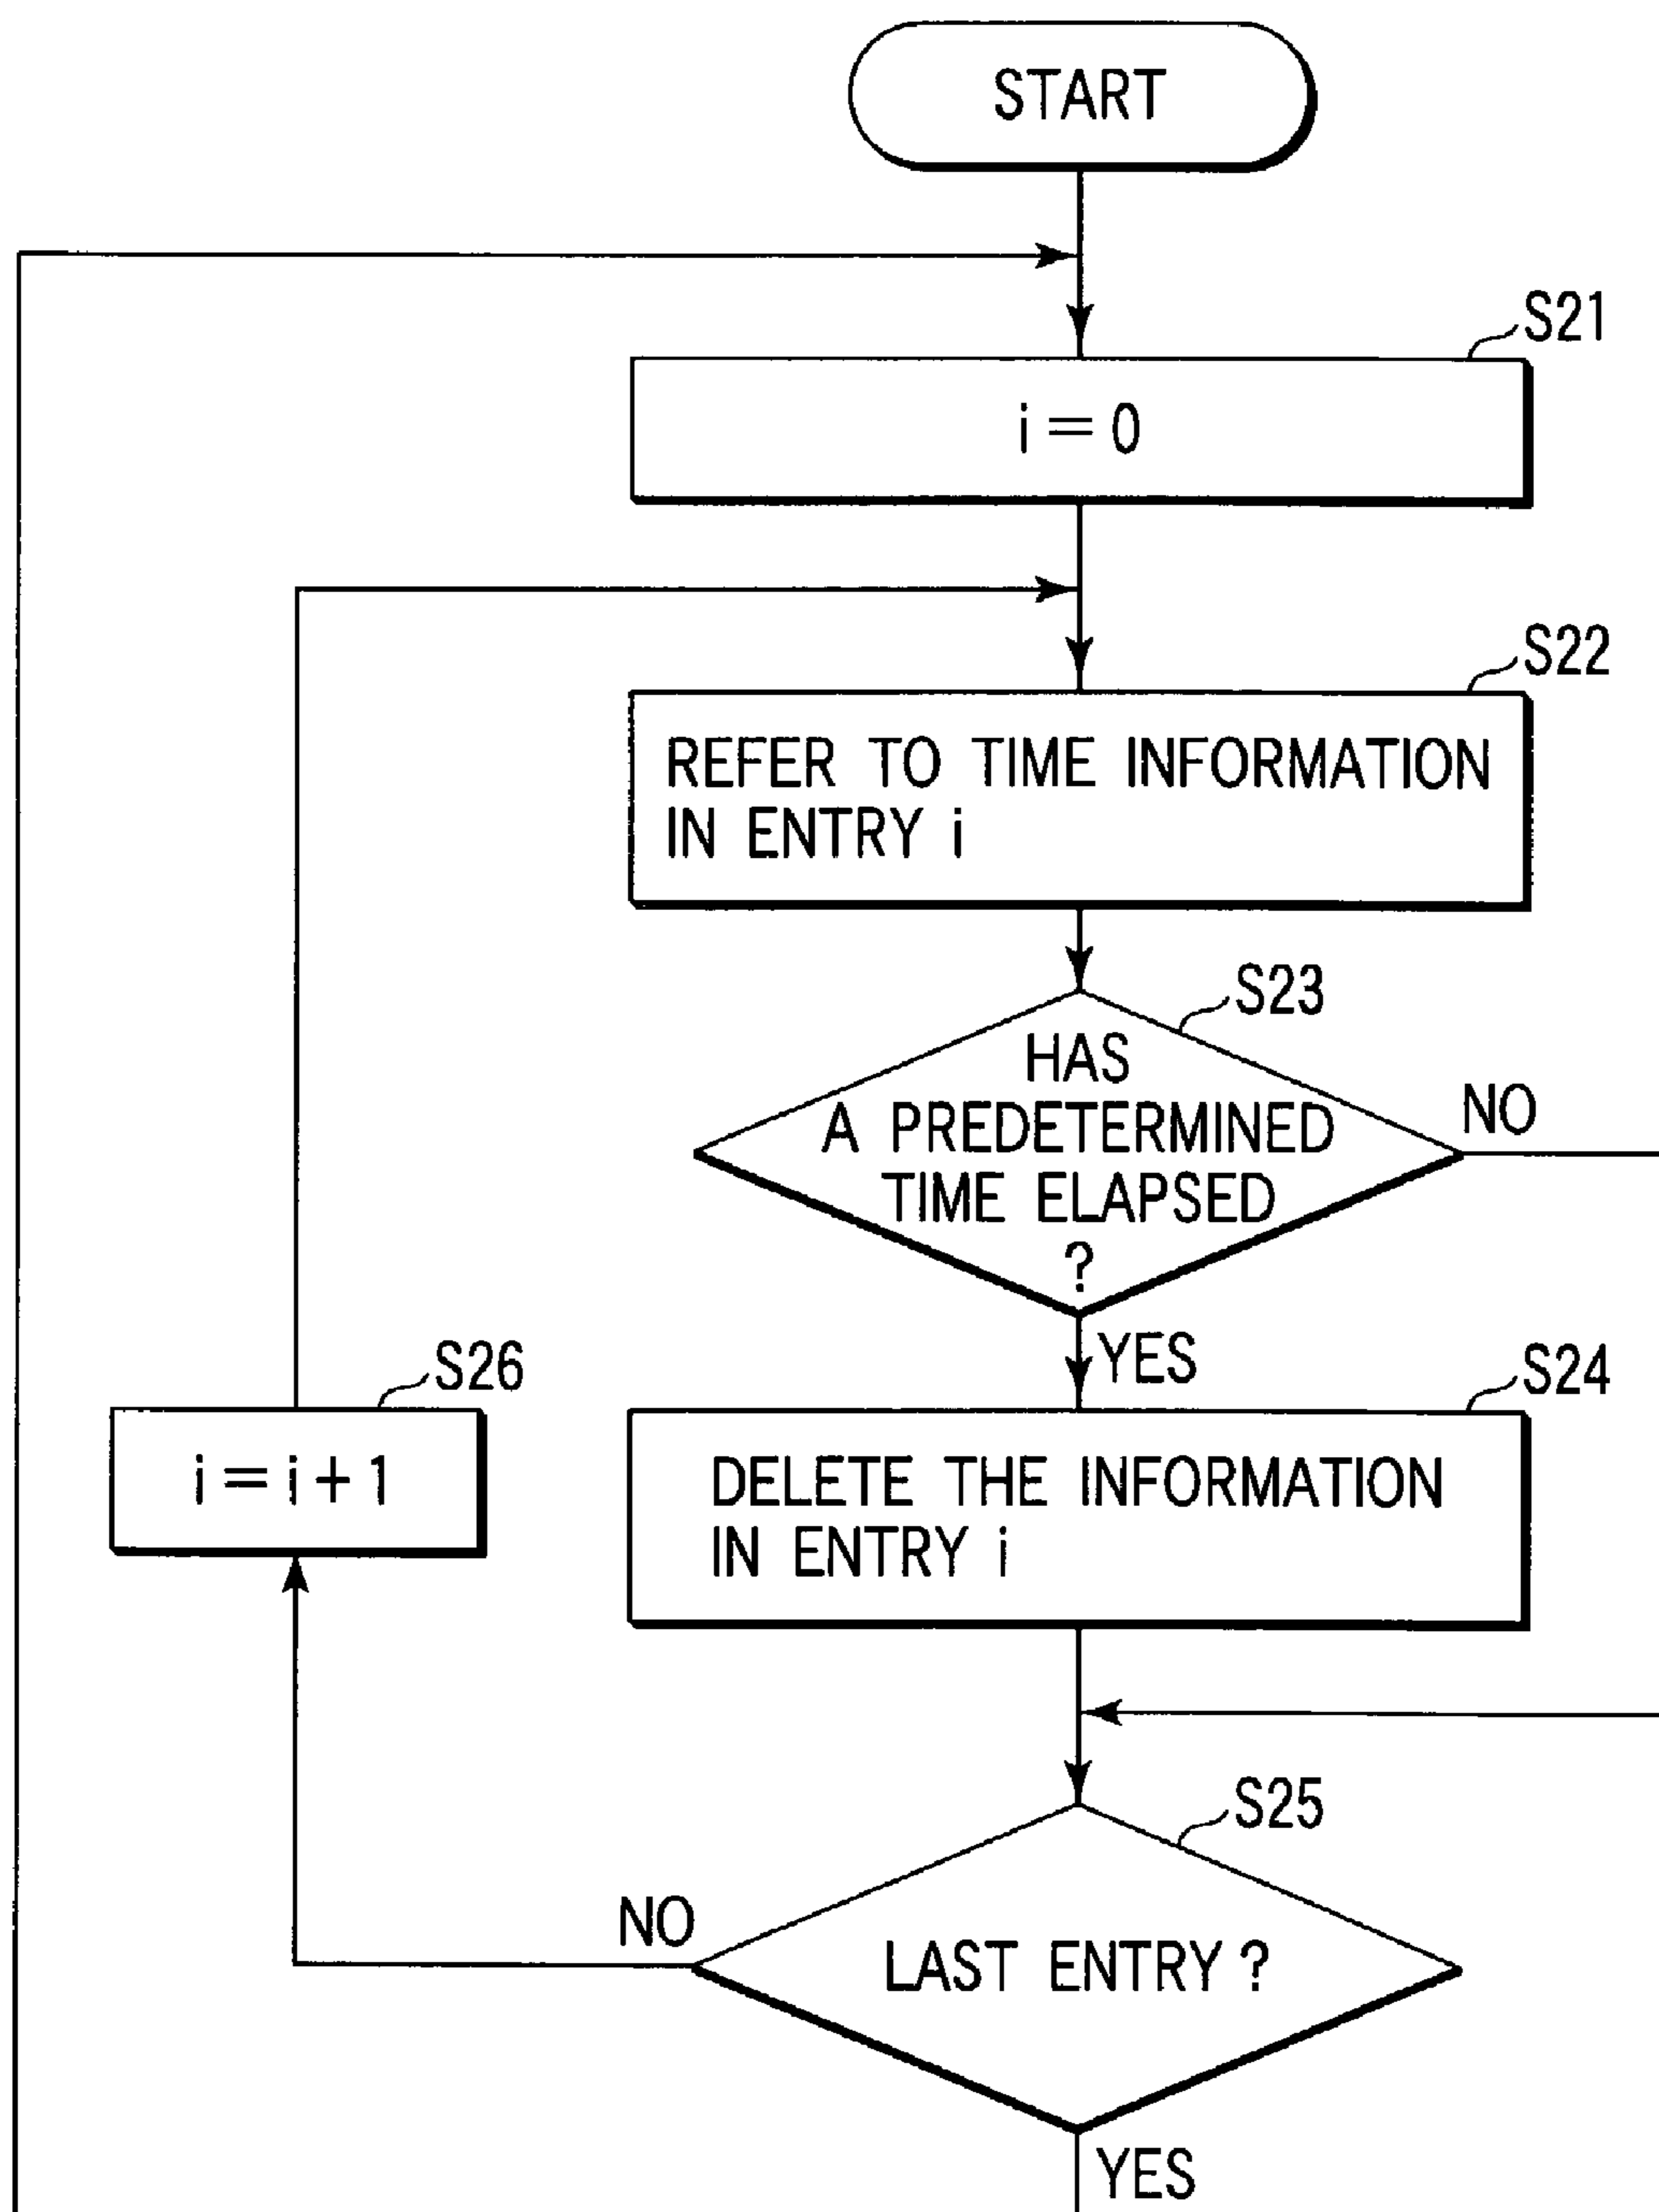 START
S21
i = 0
S22
REFER TO TIME INFORMATION
IN ENTRY i
S23
HAS
A PREDETERMINED
TIME ELAPSED
?
NO
YES
S26
i = i + 1
S24
DELETE THE INFORMATION
IN ENTRY i
S25
NO
LAST ENTRY ?
YES